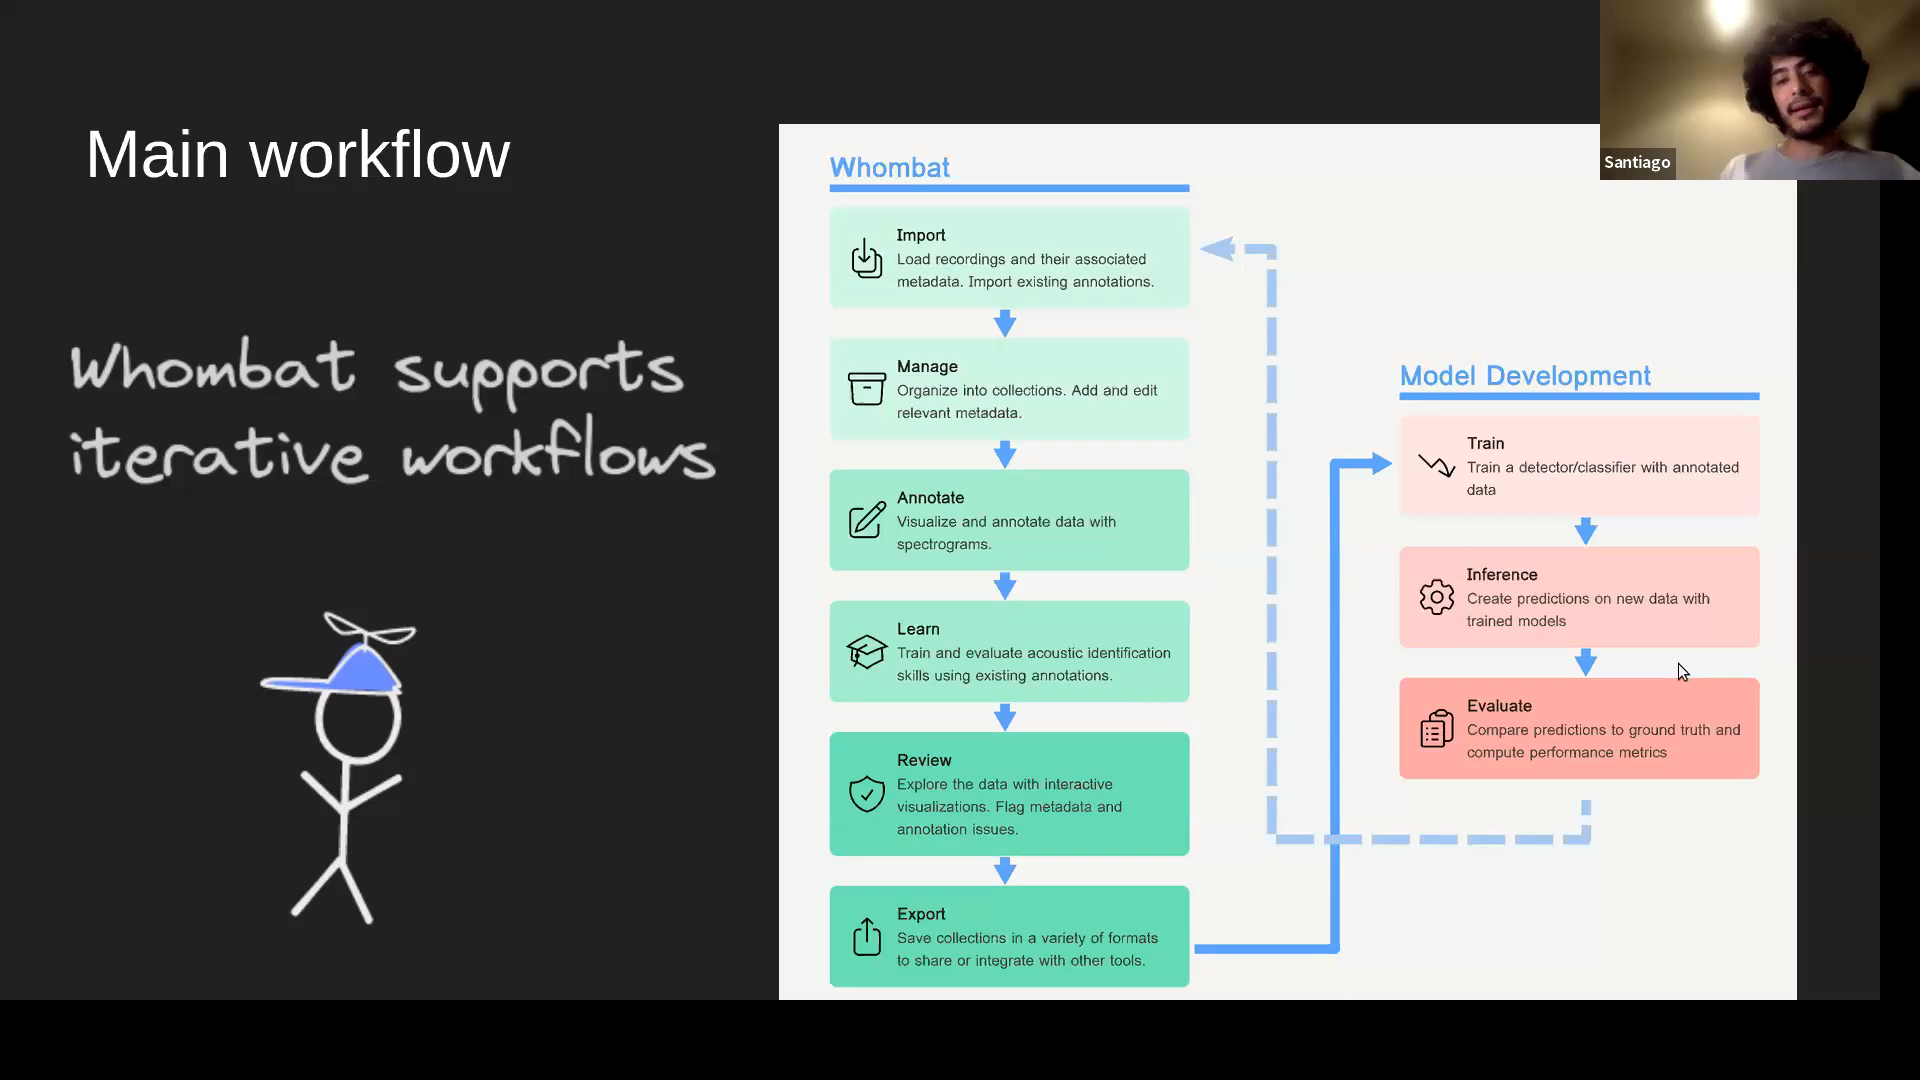 Main workflow
Whombat supports
iterative workflows
Whombat
Import
Load recordings and their associated
metadata. Import existing annotations.
Manage
Organize into collections. Add and edit
relevant metadata.
Annotate
Visualize and annotate data with
spectrograms.
Learn
Train and evaluate acoustic identification
skills using existing annotations.
Review
Explore the data with interactive
visualizations. Flag metadata and
annotation issues.
Export
Save collections in a variety of formats
to share or integrate with other tools.
Model Development
Train
Train a detector/classifier with annotated
data
Inference
Create predictions on new data with
trained models
Evaluate
Compare predictions to ground truth and
compute performance metrics
Santiago